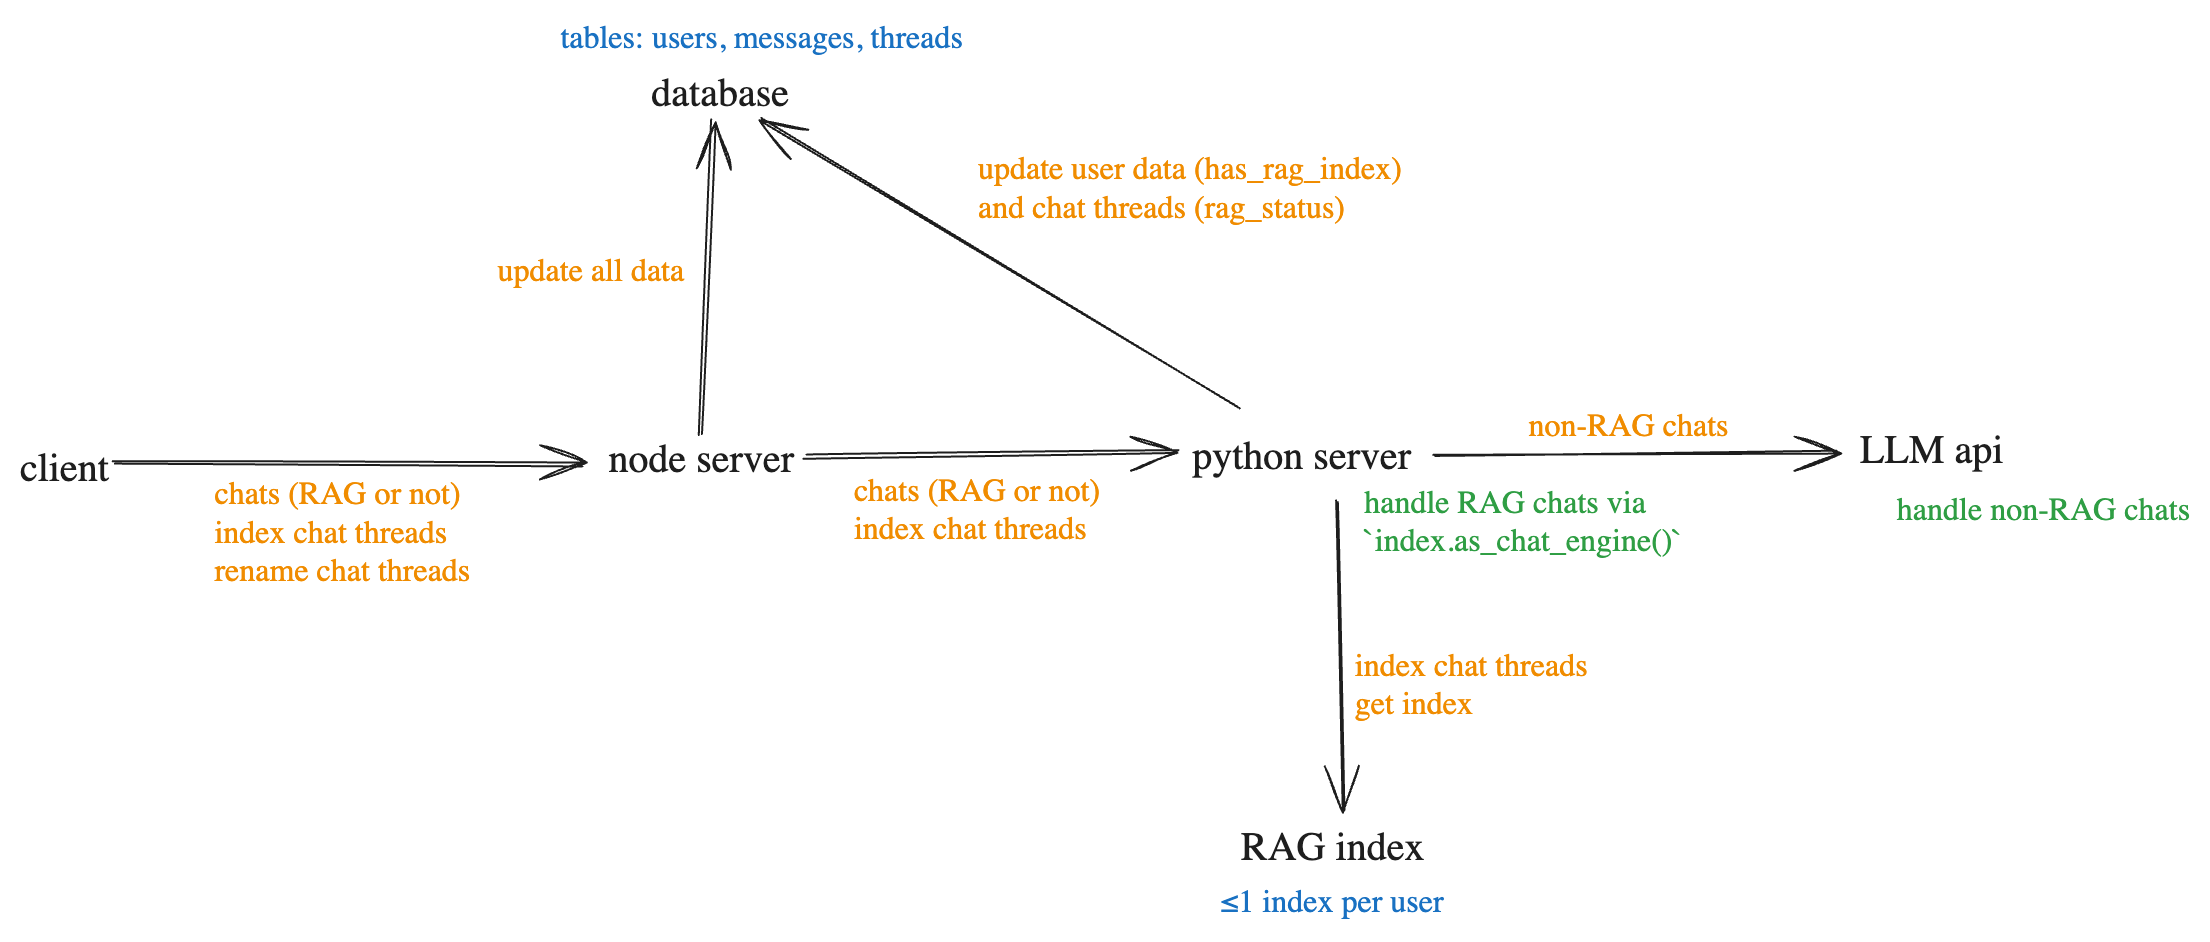 tables: users, messages, threads
database
update user data (has_rag_index)
and chat threads (rag_status)
update all data
client
chats (RAG or not)
index chat threads
rename chat threads
node server
chats (RAG or not)
index chat threads
python server
handle RAG chats via
`index.as_chat_engine()`
non-RAG chats
LLM api
handle non-RAG chats
index chat threads
get index
RAG index
≤1 index per user